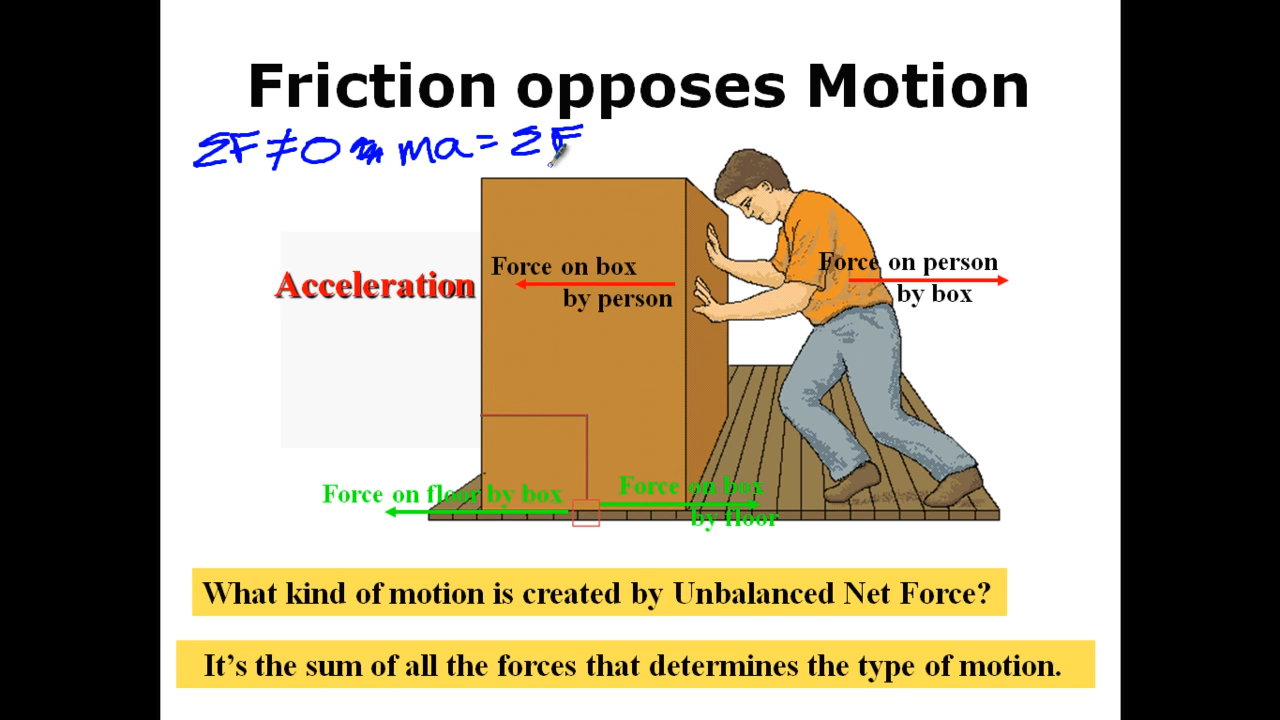 Friction opposes Motion
ΣF ≠ 0 ma = ΣF
Acceleration
Force on box
by person
Force on person
by box
Force on floor by box
Force on box
by floor
What kind of motion is created by Unbalanced Net Force?
It's the sum of all the forces that determines the type of motion.